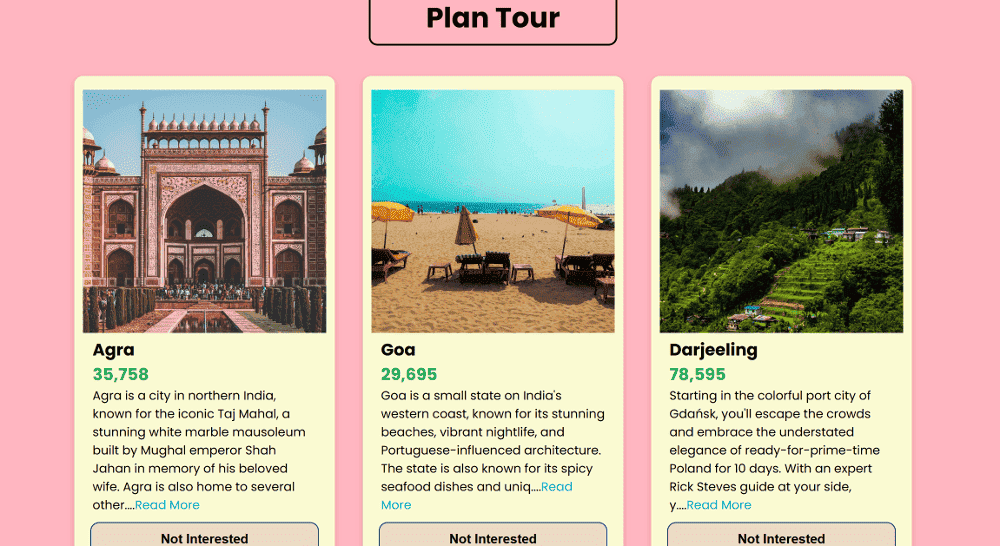 Plan Tour
Agra
35,758
Agra is a city in northern India,
known for the iconic Taj Mahal, a
stunning white marble mausoleum
built by Mughal emperor Shah
Jahan in memory of his beloved
wife. Agra is also home to several
other....Read More
Not Interested
Goa
29,695
Goa is a small state on India's
western coast, known for its stunning
beaches, vibrant nightlife, and
Portuguese-influenced architecture.
The state is also known for its spicy
seafood dishes and uniq....Read
More
Not Interested
Darjeeling
78,595
Starting in the colorful port city of
Gdańsk, you'll escape the crowds
and embrace the understated
elegance of ready-for-prime-time
Poland for 10 days. With an expert
Rick Steves guide at your side,
y....Read More
Not Interested